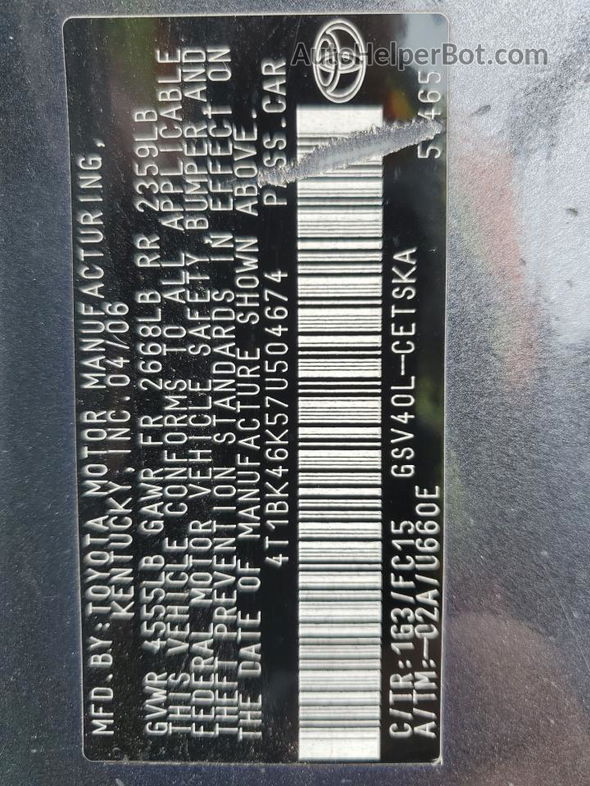 AutoHelperBot.com
MFD.BY:TOYOTA MOTOR MANUFACTURING,
KENTUCKY, INC. 04/06
GVWR 4555LB GAWR FR 2668LB RR 2359LB
THIS VEHICLE CONFORMS TO ALL APPLICABLE
FEDERAL MOTOR VEHICLE SAFETY, BUMPER, AND
THEFT PREVENTION STANDARDS IN EFFECT ON
THE DATE OF MANUFACTURE SHOWN ABOVE.
4T1BK46K57U504674 PASS.CAR
C/TR:1G3/FC15 GSV40L-CETSKA
A/TM:-02A/U660E